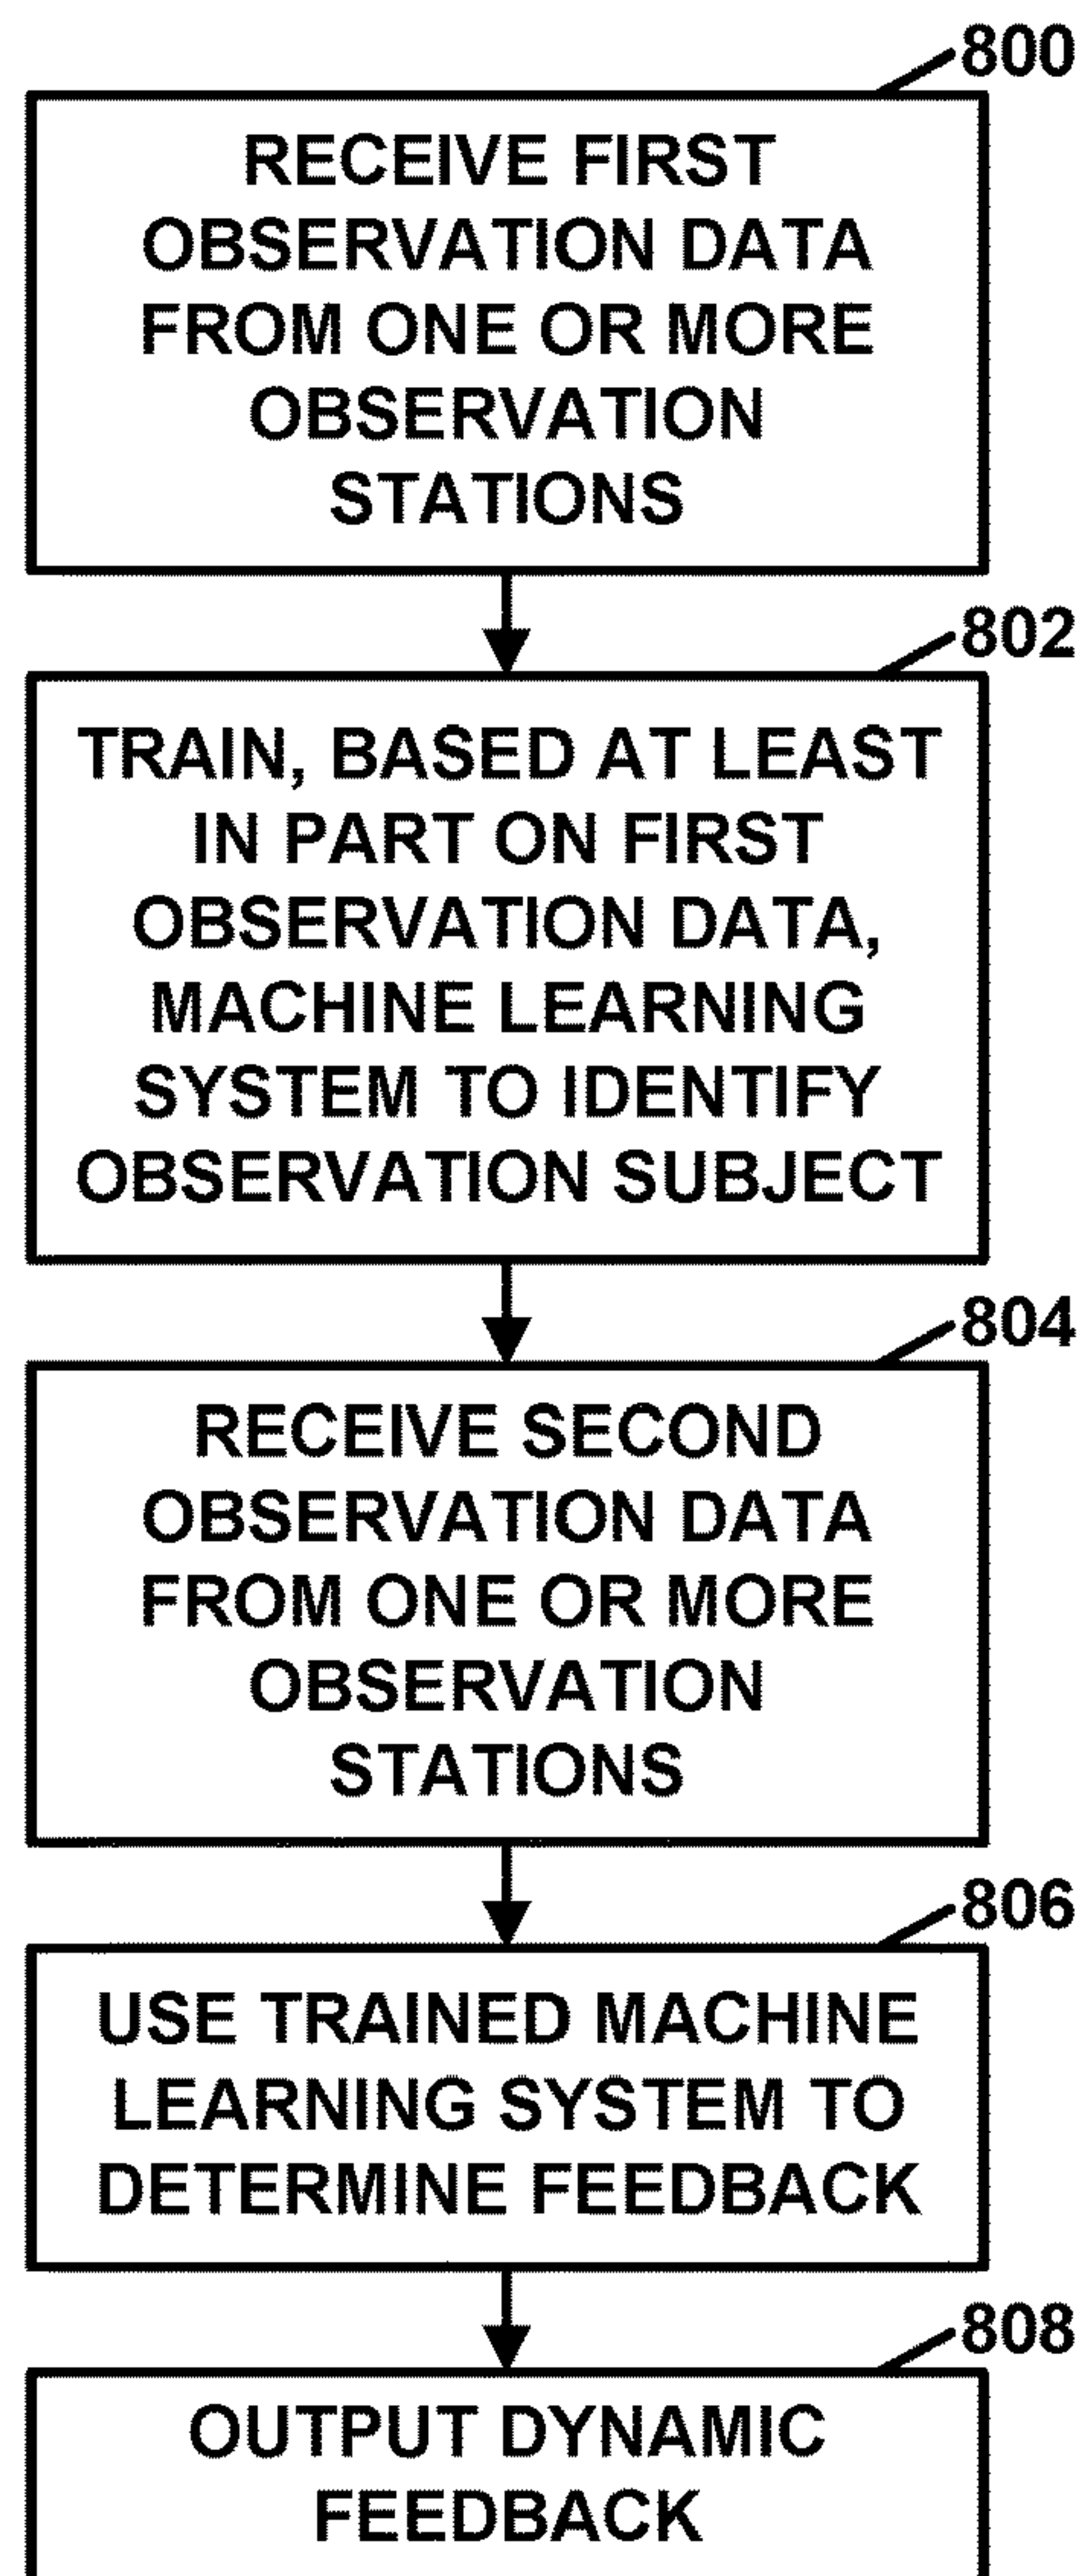 800
RECEIVE FIRST
OBSERVATION DATA
FROM ONE OR MORE
OBSERVATION
STATIONS
802
TRAIN, BASED AT LEAST
IN PART ON FIRST
OBSERVATION DATA,
MACHINE LEARNING
SYSTEM TO IDENTIFY
OBSERVATION SUBJECT
804
RECEIVE SECOND
OBSERVATION DATA
FROM ONE OR MORE
OBSERVATION
STATIONS
806
USE TRAINED MACHINE
LEARNING SYSTEM TO
DETERMINE FEEDBACK
808
OUTPUT DYNAMIC
FEEDBACK